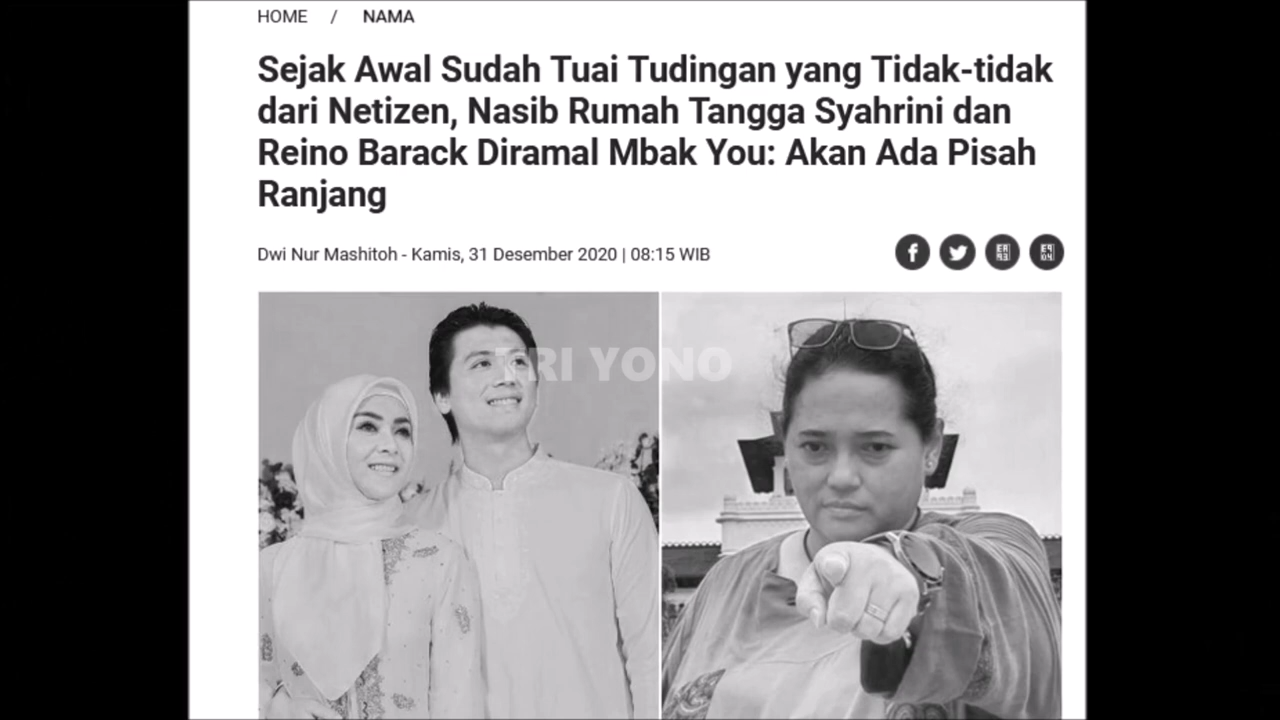 HOME / NAMA
Sejak Awal Sudah Tuai Tudingan yang Tidak-tidak
dari Netizen, Nasib Rumah Tangga Syahrini dan
Reino Barack Diramal Mbak You: Akan Ada Pisah
Ranjang
Dwi Nur Mashitoh - Kamis, 31 Desember 2020 | 08:15 WIB
TRI YONO